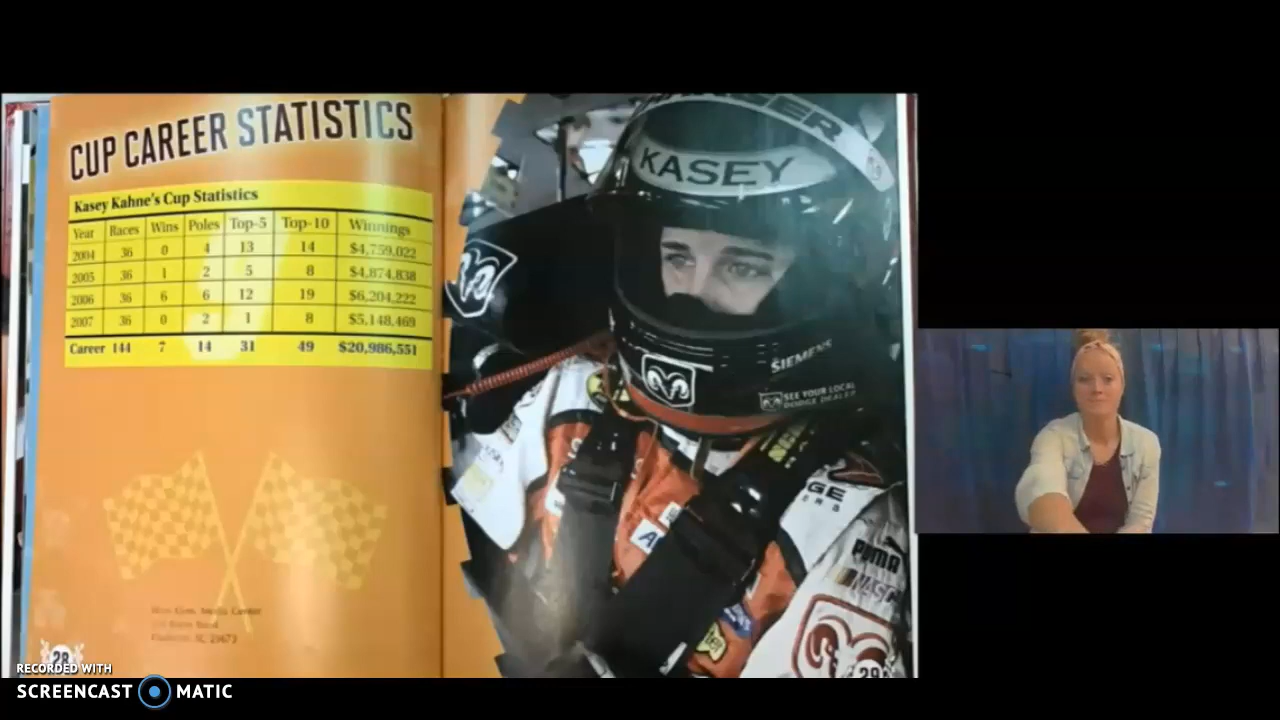 CUP CAREER STATISTICS
Kasey Kahne's Cup Statistics
Year Races Wins Poles Top-5 Top-10 Winnings
2004 36 0 4 13 14 $4,759,022
2005 36 1 2 5 8 $4,874,838
2006 36 6 6 12 19 $6,204,222
2007 36 0 2 1 8 $5,148,469
Career 144 7 14 31 49 $20,986,551
28
KASEY
SIEMENS
SEE YOUR LOCAL
DODGE DEALER
PUMA
NASCAR
29
RECORDED WITH
SCREENCAST MATIC